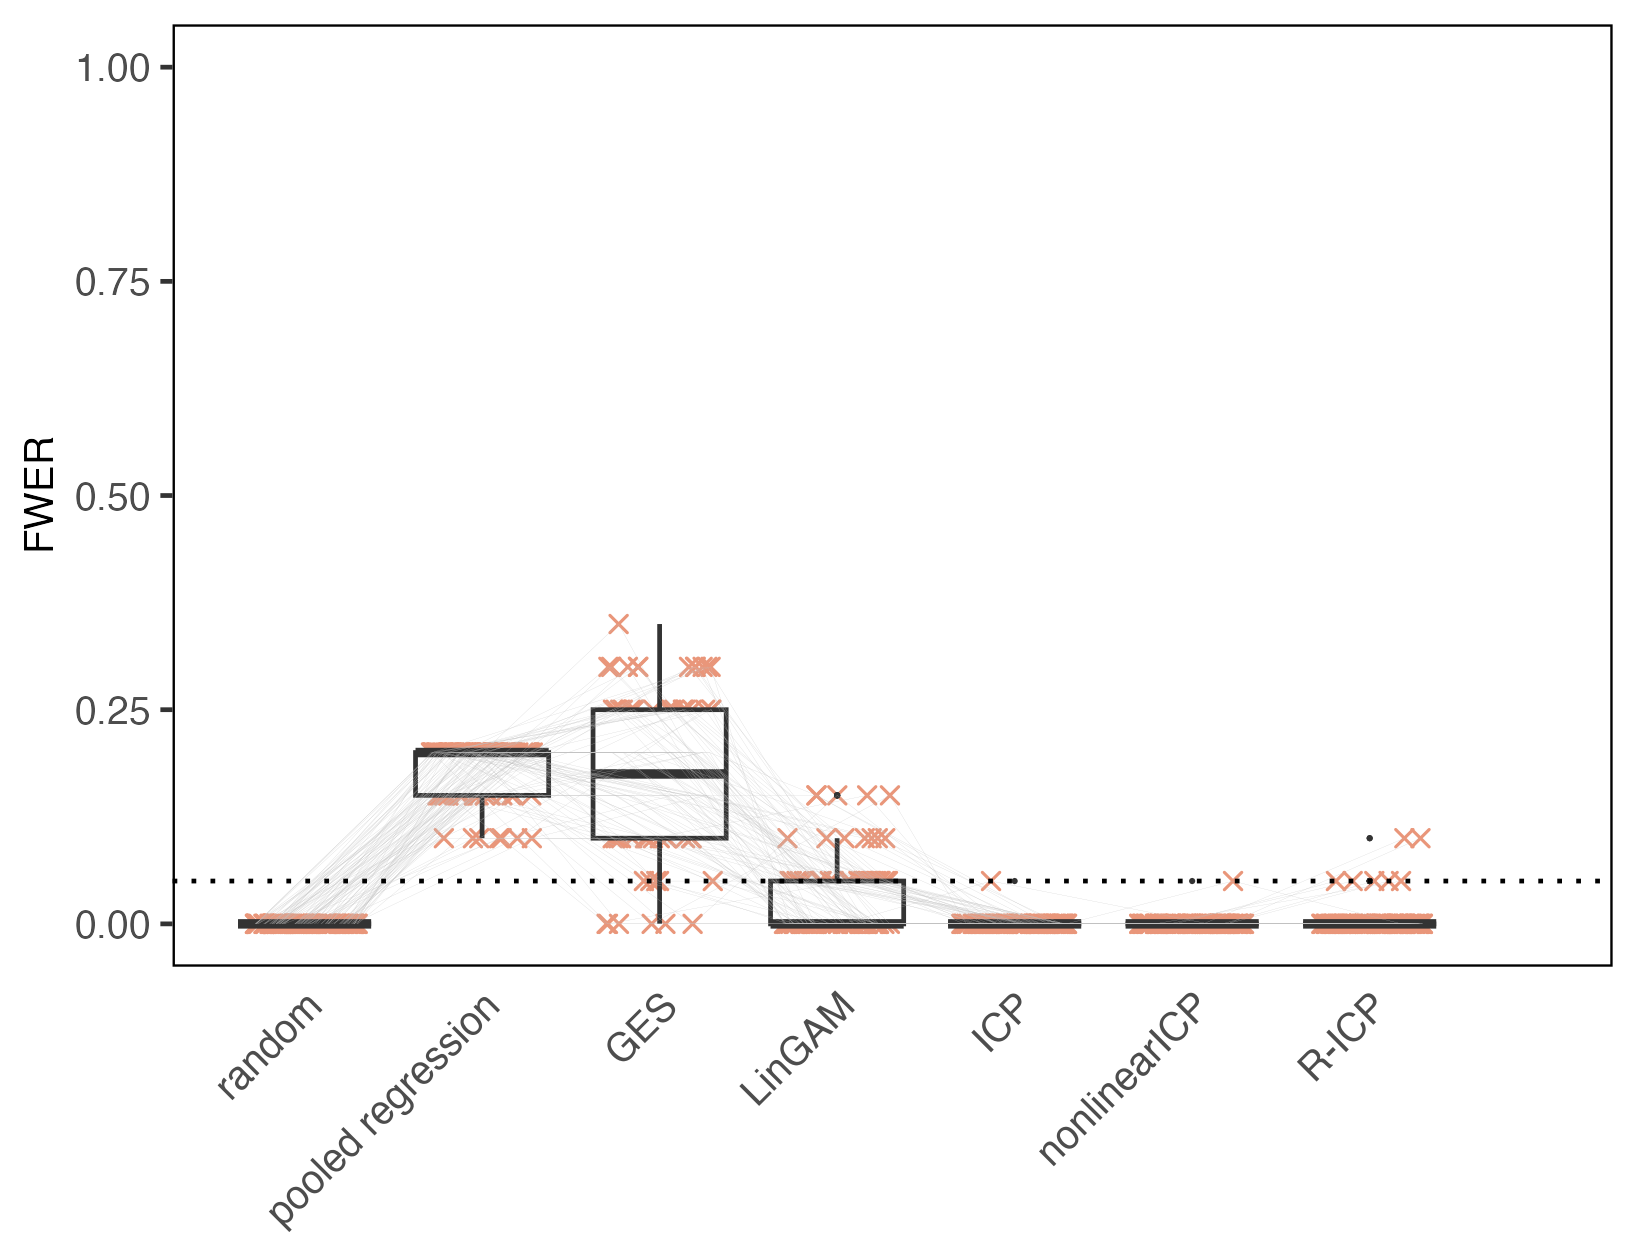 1.00
0.75
0.50
0.25
0.00
FWER
random
pooled regression
GES
LinGAM
ICP
nonlinearICP
R-ICP